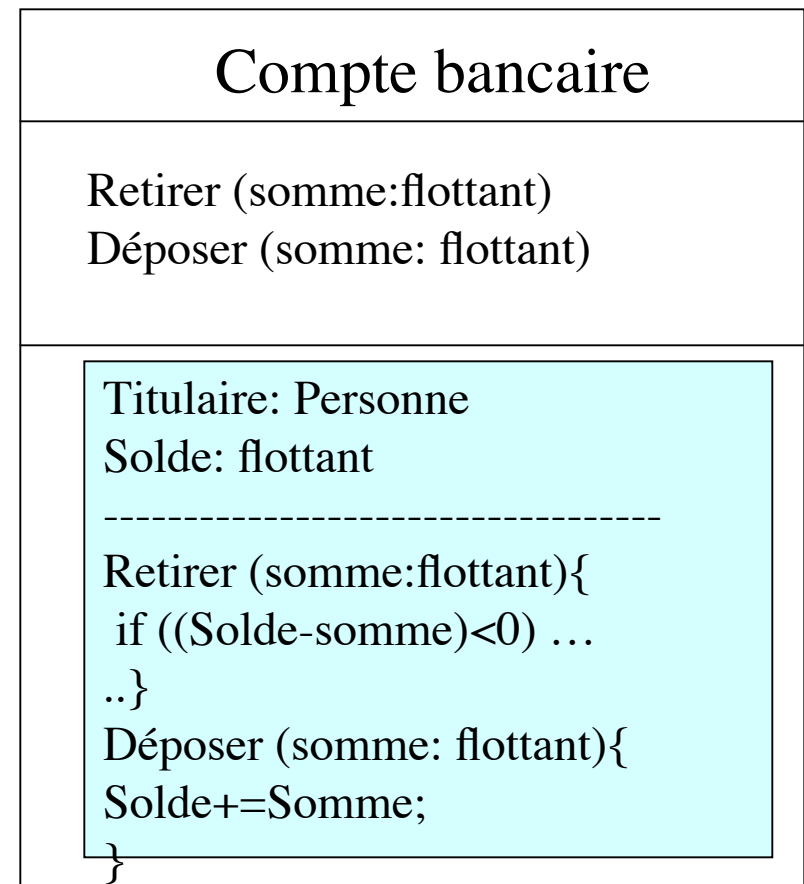 Compte bancaire
Retirer (somme:flottant)
Déposer (somme: flottant)
Titulaire: Personne
Solde: flottant
-----------------------------------
Retirer (somme:flottant){
if ((Solde-somme)<0) …
..}
Déposer (somme: flottant){
Solde+=Somme;
}